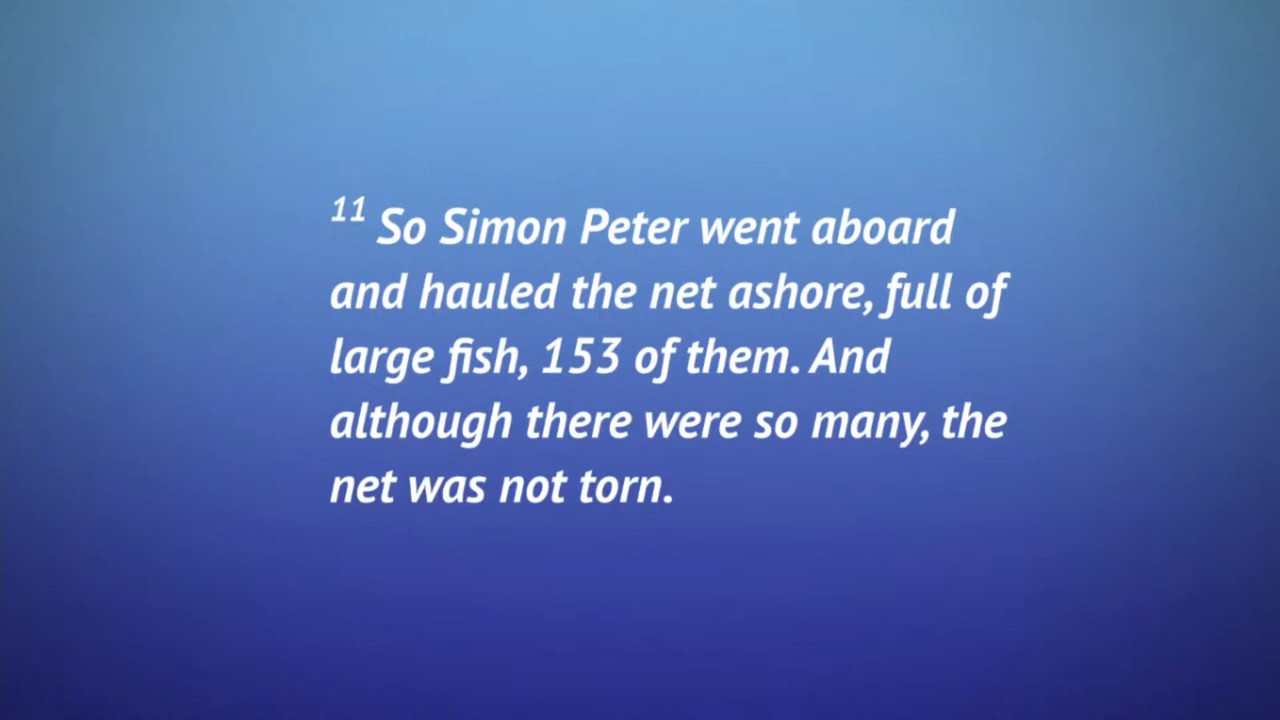 11 So Simon Peter went aboard
and hauled the net ashore, full of
large fish, 153 of them. And
although there were so many, the
net was not torn.